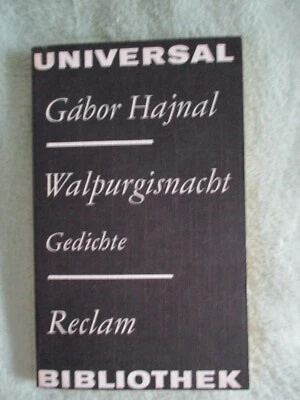 UNIVERSAL
Gábor Hajnal
Walpurgisnacht
Gedichte
Reclam
BIBLIOTHEK